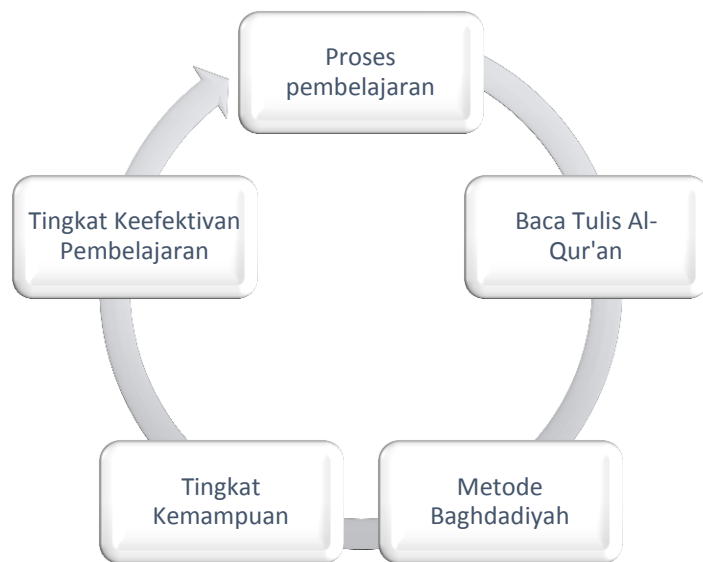 Proses
pembelajaran
Baca Tulis Al-
Qur'an
Metode
Baghdadiyah
Tingkat
Kemampuan
Tingkat Keefektivan
Pembelajaran